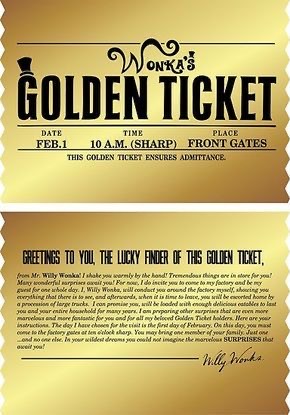 WONKA'S
GOLDEN TICKET
DATE TIME PLACE
FEB.1 10 A.M. (SHARP) FRONT GATES
THIS GOLDEN TICKET ENSURES ADMITTANCE.
GREETINGS TO YOU, THE LUCKY FINDER OF THIS GOLDEN TICKET,
from Mr. Willy Wonka! I shake you warmly by the hand! Tremendous things are in store for you!
Many wonderful surprises await you! For now, I do invite you to come to my factory and be my
guest for one whole day. I, Willy Wonka, will conduct you around the factory myself, showing you
everything that there is to see, and afterwards, when it is time to leave, you will be escorted home by
a procession of large trucks. I can promise you, will be loaded with enough delicious eatables to last
you and your entire household for many years. I am preparing other surprises that are even more
marvelous and more fantastic for you and for all my beloved Golden Ticket holders. Here are your
instructions. The day I have chosen for the visit is the first day of February. On this day, you must
come to the factory gates at ten o'clock sharp. You may bring one member of your family. Just one
...and no one else. In your wildest dreams you could not imagine the marvelous SURPRISES that
await you!
Willy Wonka